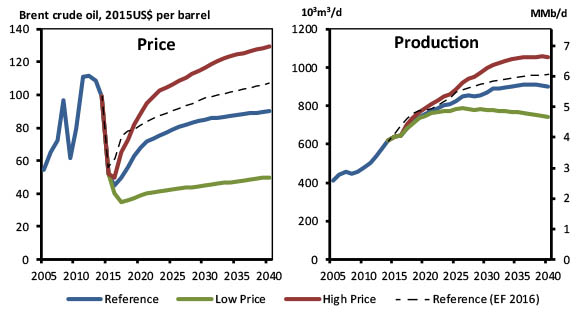 Brent crude oil, 2015US$ per barrel
10³m³/d
MMb/d
Price
Production
140
120
100
80
60
40
20
0
2005 2010 2015 2020 2025 2030 2035 2040
1200
1000
800
600
400
200
0
7
6
5
4
3
2
1
0
2005 2010 2015 2020 2025 2030 2035 2040
Reference Low Price High Price Reference (EF 2016)